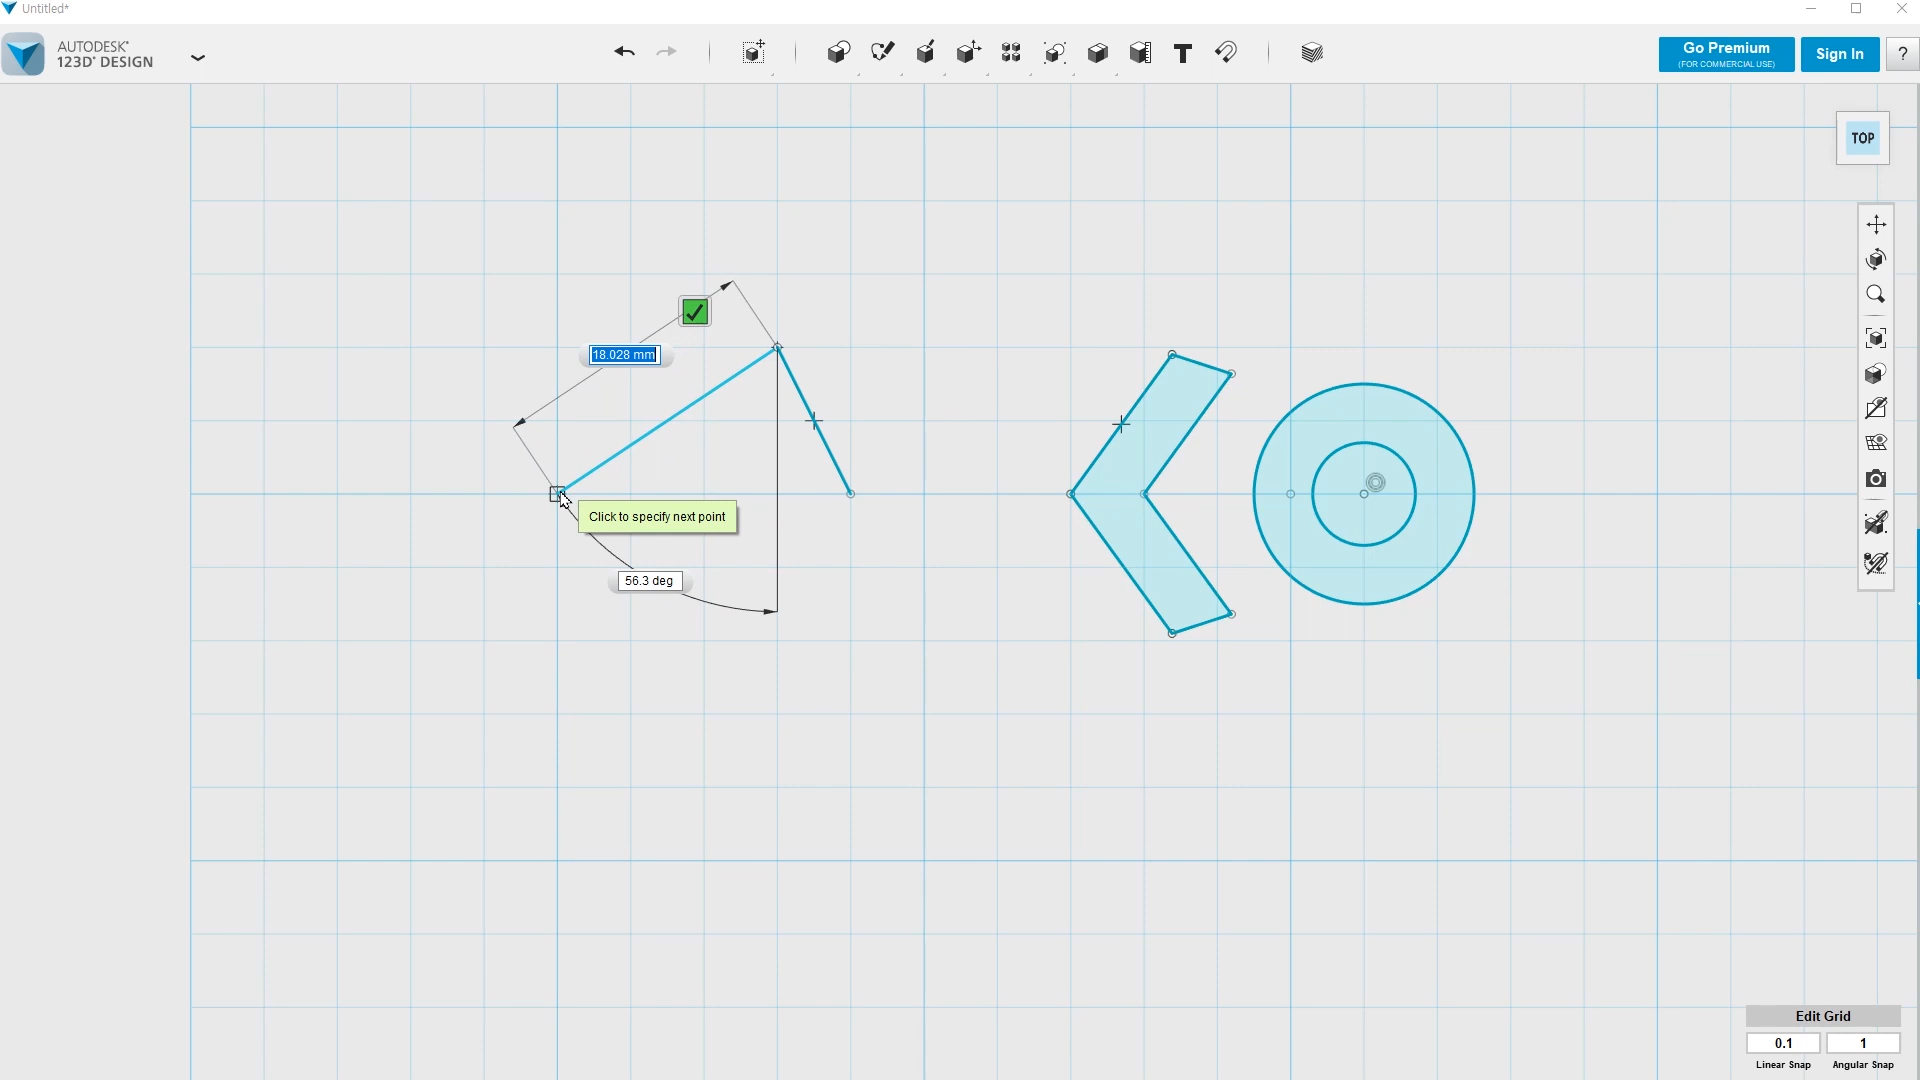 Untitled*
AUTODESK®
123D® DESIGN
Go Premium
(FOR COMMERCIAL USE)
Sign In
?
TOP
18.028 mm
Click to specify next point
56.3 deg
Edit Grid
0.1
1
Linear Snap
Angular Snap